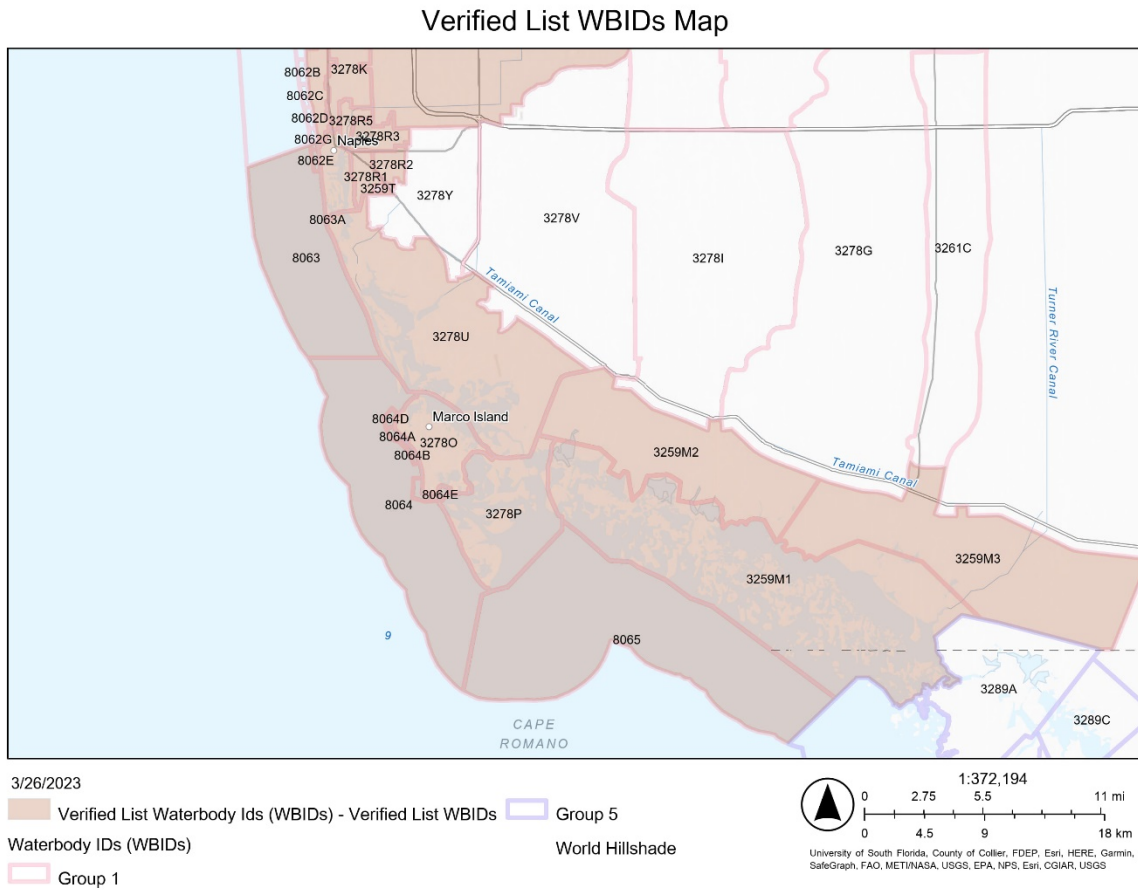 Verified List WBIDs Map
8062B
3278K
8062C
8062D
3278R5
8062G
3278R3
Naples
8062E
3278R2
3278R1
3259T
3278Y
3278V
8063A
3278I
3278G
3261C
8063
Tamiami Canal
Turner River Canal
3278U
8064D
Marco Island
8064A
3278O
8064B
3259M2
Tamiami Canal
8064E
8064
3278P
3259M3
3259M1
9
8065
3289A
3289C
CAPE
ROMANO
3/26/2023
Verified List Waterbody Ids (WBIDs) - Verified List WBIDs
Waterbody IDs (WBIDs)
Group 1
Group 5
World Hillshade
1:372,194
0 2.75 5.5 11 mi
0 4.5 9 18 km
University of South Florida, County of Collier, FDEP, Esri, HERE, Garmin,
SafeGraph, FAO, METI/NASA, USGS, EPA, NPS, Esri, CGIAR, USGS